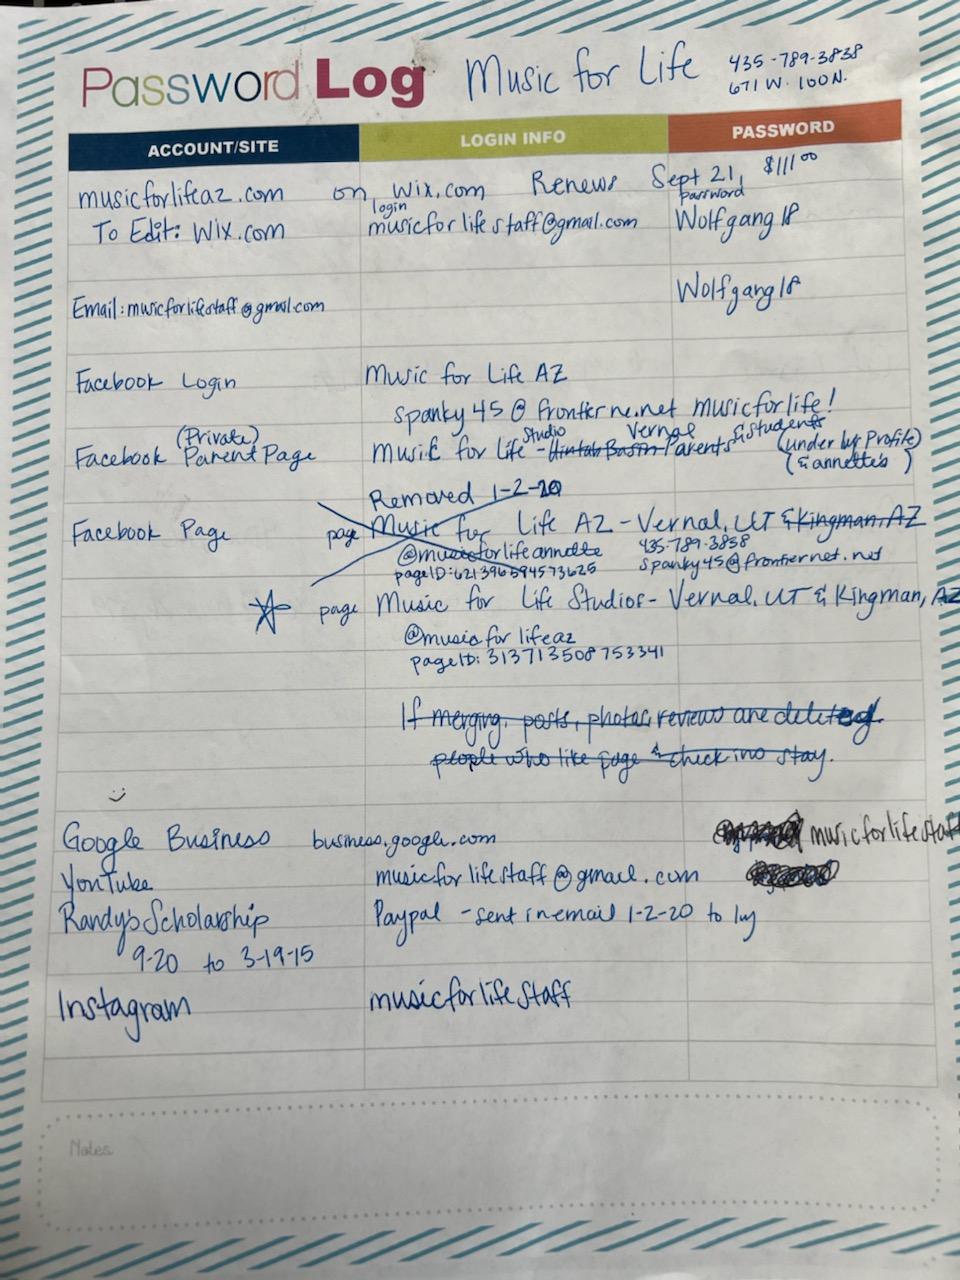 Password Log Music for Life 435-789-3838
671 W. 100 N.
ACCOUNT/SITE LOGIN INFO PASSWORD
musicforlifeaz.com on Wix.com Renews Sept 21, $111.00
login password
To Edit: Wix.com musicforlifestaff@gmail.com Wolfgang18
Email: musicforlifestaff@gmail.com Wolfgang18
Facebook Login Music for Life AZ
spanky45@frontiernet.net musicforlife!
(Private) Studio Vernal & Students
Facebook Parent Page Music for Life - Uintah Basin Parents (under by Profile)
(& annette's )
Removed 1-2-20
Facebook Page page Music for Life AZ - Vernal, UT & Kingman, AZ
@musicforlifeannette 435-789-3838
page ID: 621396594573625 spanky45@frontiernet.net
page Music for Life Studios - Vernal, UT & Kingman, AZ
@musicforlifeaz
page ID: 313713508753341
If merging, posts, photos, reviews are deleted
people who like page & check ins stay.
Google Business business.google.com musicforlifestaff
YouTube musicforlifestaff@gmail.com
Randy's Scholarship Paypal - sent in email 1-2-20 to
9-20 to 3-19-15
Instagram musicforlifestaff
Notes